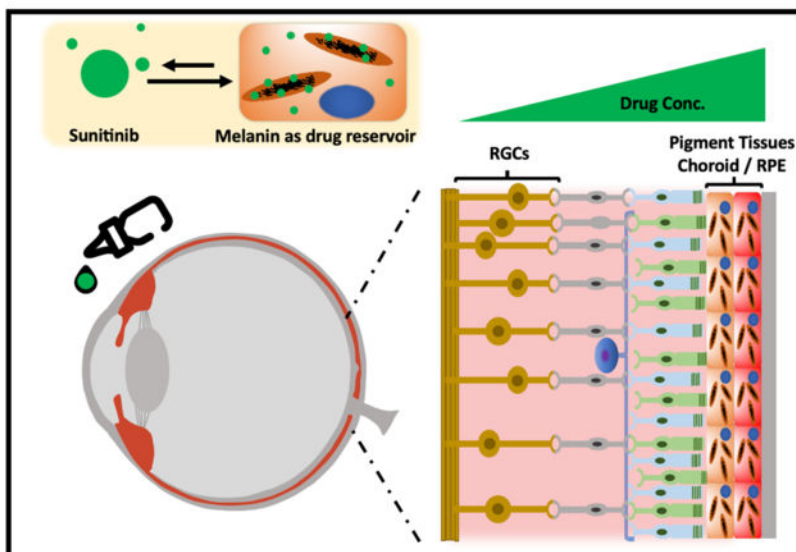 Sunitinib
Melanin as drug reservoir
Drug Conc.
RGCs
Pigment Tissues
Choroid / RPE